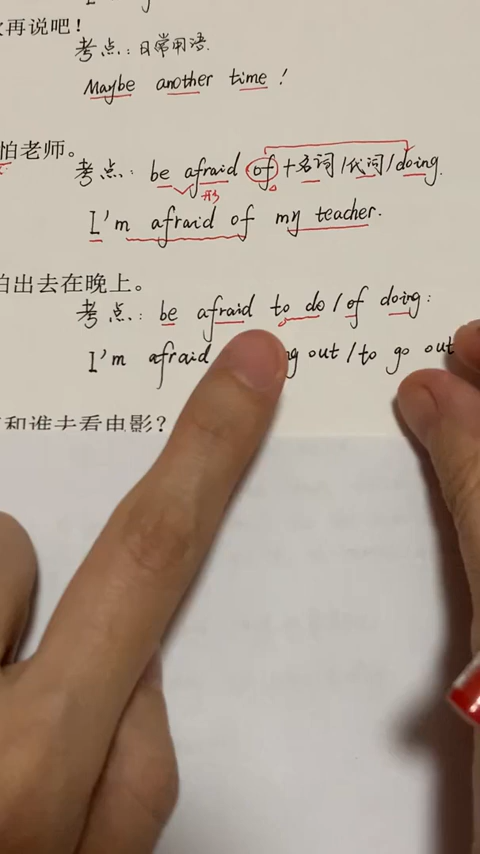 再说吧！
考点：日常用语.
Maybe another time！
怕老师。
考点：be afraid of +名词/代词/doing.
形
I'm afraid of my teacher.
怕出去在晚上。
考点：be afraid to do/of doing:
I'm afraid out/to go out
和谁去看电影？